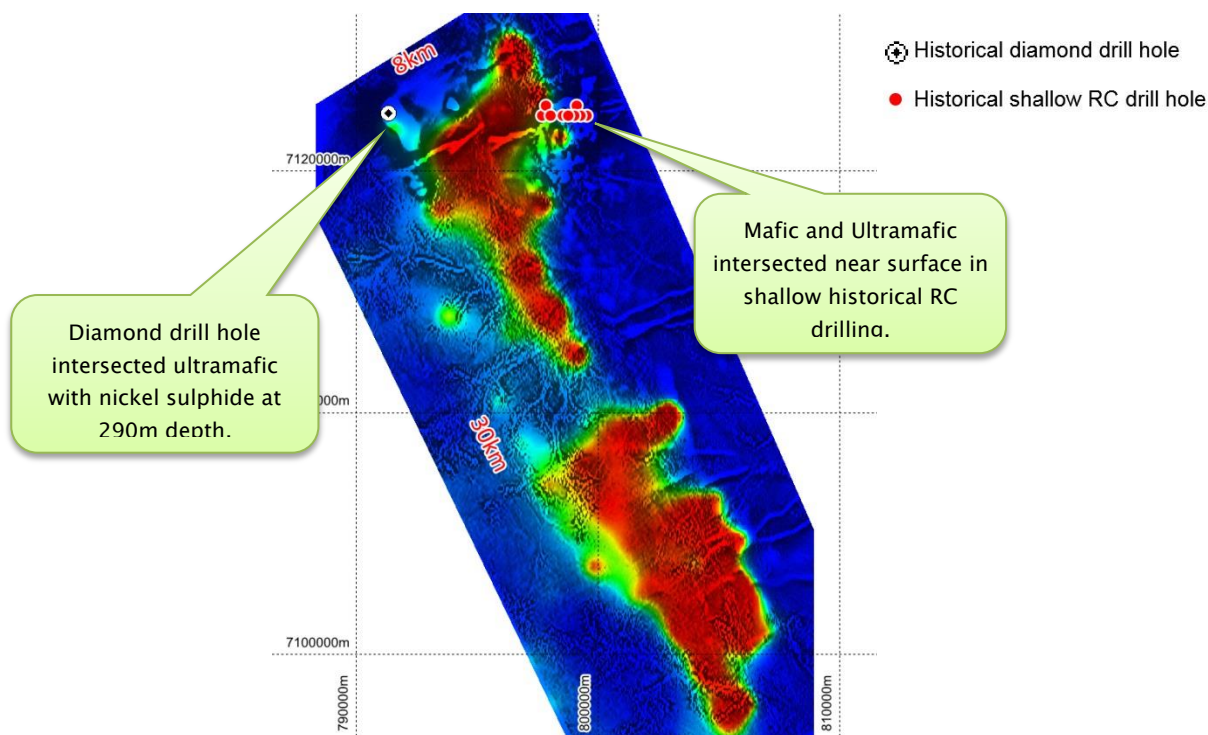 8km
Historical diamond drill hole
Historical shallow RC drill hole
7120000m
Mafic and Ultramafic
intersected near surface in
shallow historical RC
drilling.
Diamond drill hole
intersected ultramafic
with nickel sulphide at
290m depth.
000m
30km
7100000m
790000m
800000m
810000m